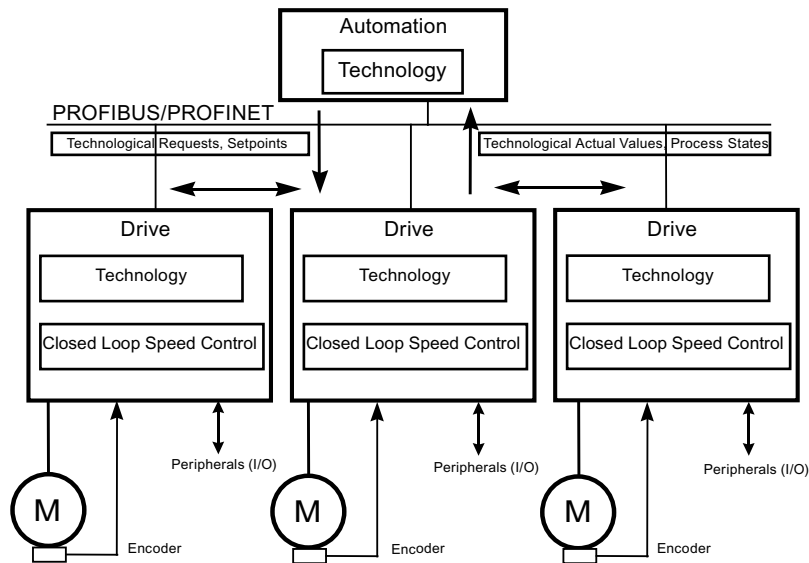 Automation
Technology
PROFIBUS/PROFINET
Technological Requests, Setpoints
Technological Actual Values, Process States
Drive
Technology
Closed Loop Speed Control
Drive
Technology
Closed Loop Speed Control
Drive
Technology
Closed Loop Speed Control
Peripherals (I/O)
Peripherals (I/O)
Peripherals (I/O)
M
M
M
Encoder
Encoder
Encoder